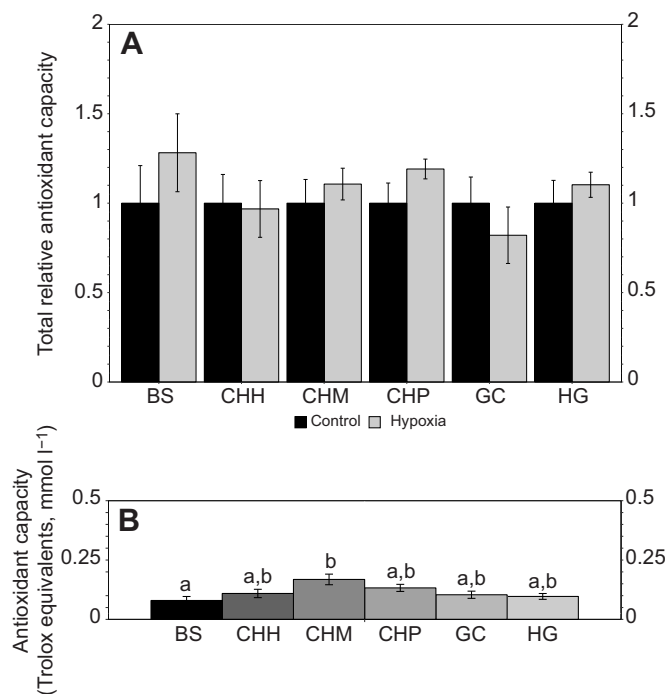 A
Total relative antioxidant capacity
2
1.5
1
0.5
0
2
1.5
1
0.5
0
BS CHH CHM CHP GC HG
Control Hypoxia
B
Antioxidant capacity
(Trolox equivalents, mmol l−1)
0.5
0.25
0
0.5
0.25
0
a a,b b a,b a,b a,b
BS CHH CHM CHP GC HG